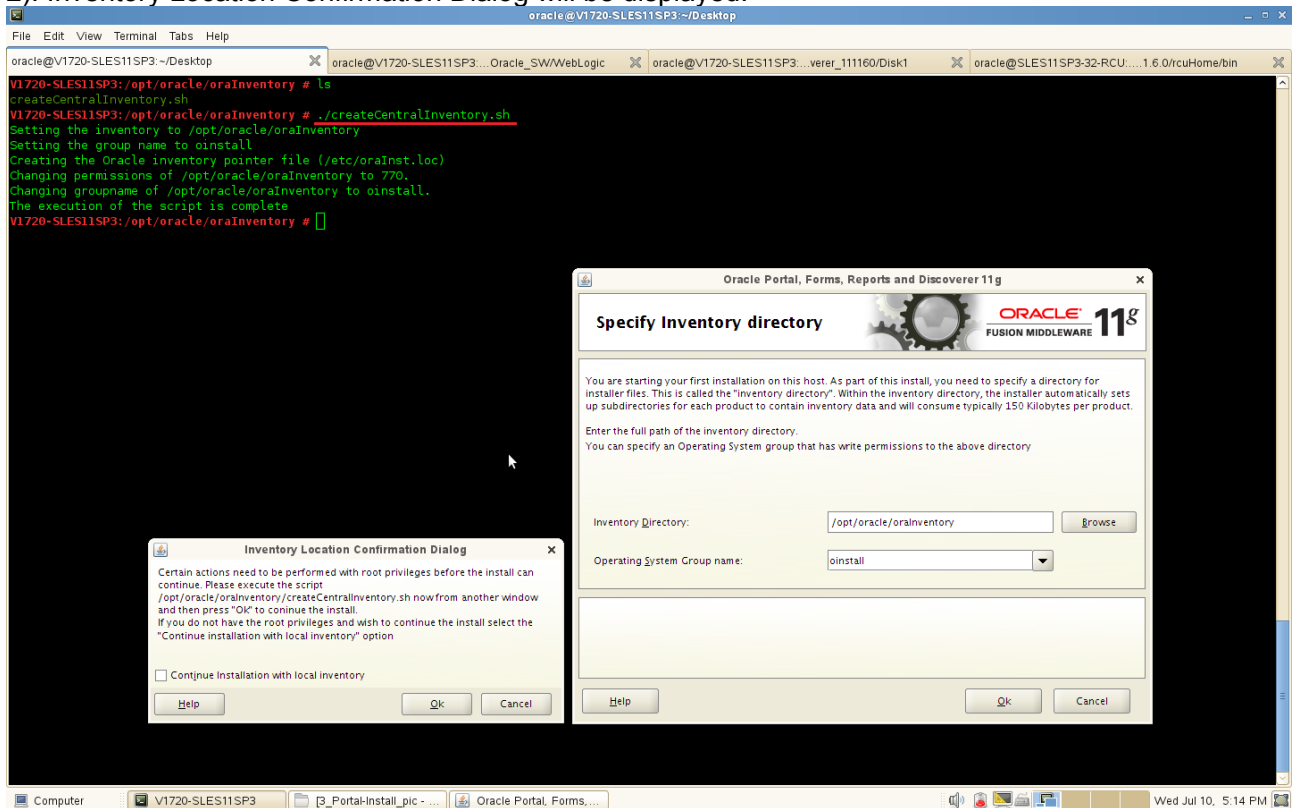 2). Inventory Location Confirmation Dialog will be displayed.
oracle@V1720-SLES11SP3:~/Desktop
File Edit View Terminal Tabs Help
oracle@V1720-SLES11SP3:~/Desktop
oracle@V1720-SLES11SP3:...Oracle_SW/WebLogic
oracle@V1720-SLES11SP3:...verer_111160/Disk1
oracle@SLES11SP3-32-RCU:....1.6.0/rcuHome/bin
V1720-SLES11SP3:/opt/oracle/oraInventory # ls
createCentralInventory.sh
V1720-SLES11SP3:/opt/oracle/oraInventory # ./createCentralInventory.sh
Setting the inventory to /opt/oracle/oraInventory
Setting the group name to oinstall
Creating the Oracle inventory pointer file (/etc/oraInst.loc)
Changing permissions of /opt/oracle/oraInventory to 770.
Changing groupname of /opt/oracle/oraInventory to oinstall.
The execution of the script is complete
V1720-SLES11SP3:/opt/oracle/oraInventory #
Oracle Portal, Forms, Reports and Discoverer 11g
Specify Inventory directory
ORACLE
FUSION MIDDLEWARE 11g
You are starting your first installation on this host. As part of this install, you need to specify a directory for
installer files. This is called the "inventory directory". Within the inventory directory, the installer automatically sets
up subdirectories for each product to contain inventory data and will consume typically 150 Kilobytes per product.
Enter the full path of the inventory directory.
You can specify an Operating System group that has write permissions to the above directory
Inventory Directory: /opt/oracle/oraInventory Browse
Operating System Group name: oinstall
Help Ok Cancel
Inventory Location Confirmation Dialog
Certain actions need to be performed with root privileges before the install can
continue. Please execute the script
/opt/oracle/oraInventory/createCentralInventory.sh now from another window
and then press "Ok" to coninue the install.
If you do not have the root privileges and wish to continue the install select the
"Continue installation with local inventory" option
Continue Installation with local inventory
Help Ok Cancel
Computer
V1720-SLES11SP3
[3_Portal-Install_pic - ...
Oracle Portal, Forms,...
Wed Jul 10, 5:14 PM